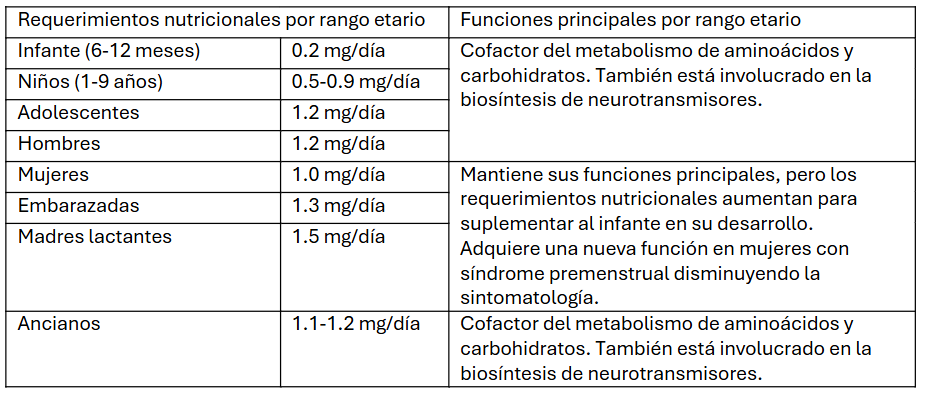 Requerimientos nutricionales por rango etario
Funciones principales por rango etario
Infante (6-12 meses)
0.2 mg/día
Cofactor del metabolismo de aminoácidos y
carbohidratos. También está involucrado en la
biosíntesis de neurotransmisores.
Niños (1-9 años)
0.5-0.9 mg/día
Adolescentes
1.2 mg/día
Hombres
1.2 mg/día
Mujeres
1.0 mg/día
Mantiene sus funciones principales, pero los
requerimientos nutricionales aumentan para
suplementar al infante en su desarrollo.
Adquiere una nueva función en mujeres con
síndrome premenstrual disminuyendo la
sintomatología.
Embarazadas
1.3 mg/día
Madres lactantes
1.5 mg/día
Ancianos
1.1-1.2 mg/día
Cofactor del metabolismo de aminoácidos y
carbohidratos. También está involucrado en la
biosíntesis de neurotransmisores.